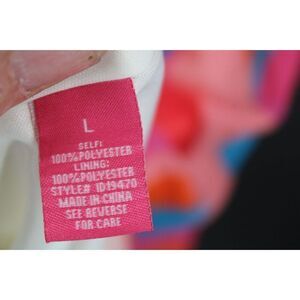 L
SELF:
100%POLYESTER
LINING:
100%POLYESTER
STYLE# ID19470
MADE IN CHINA
SEE REVERSE
FOR CARE